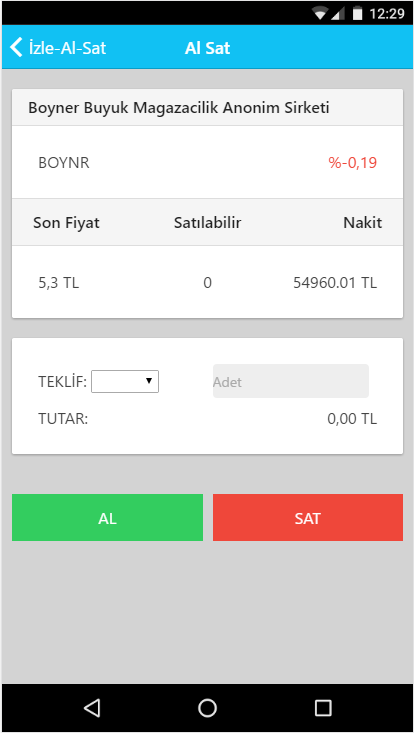 12:29
İzle-Al-Sat Al Sat
Boyner Buyuk Magazacilik Anonim Sirketi
BOYNR %-0,19
Son Fiyat Satılabilir Nakit
5,3 TL 0 54960.01 TL
TEKLİF: Adet
TUTAR: 0,00 TL
AL SAT